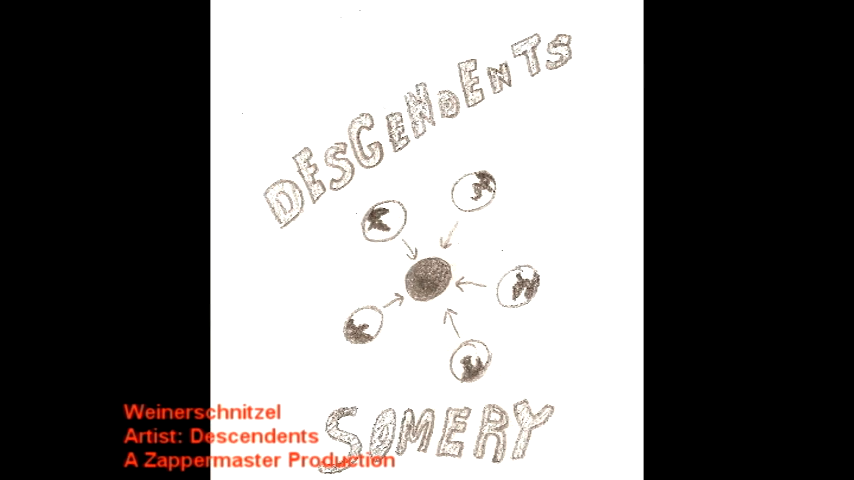 DESCENDENTS
SOMERY
Weinerschnitzel
Artist: Descendents
A Zappermaster Production